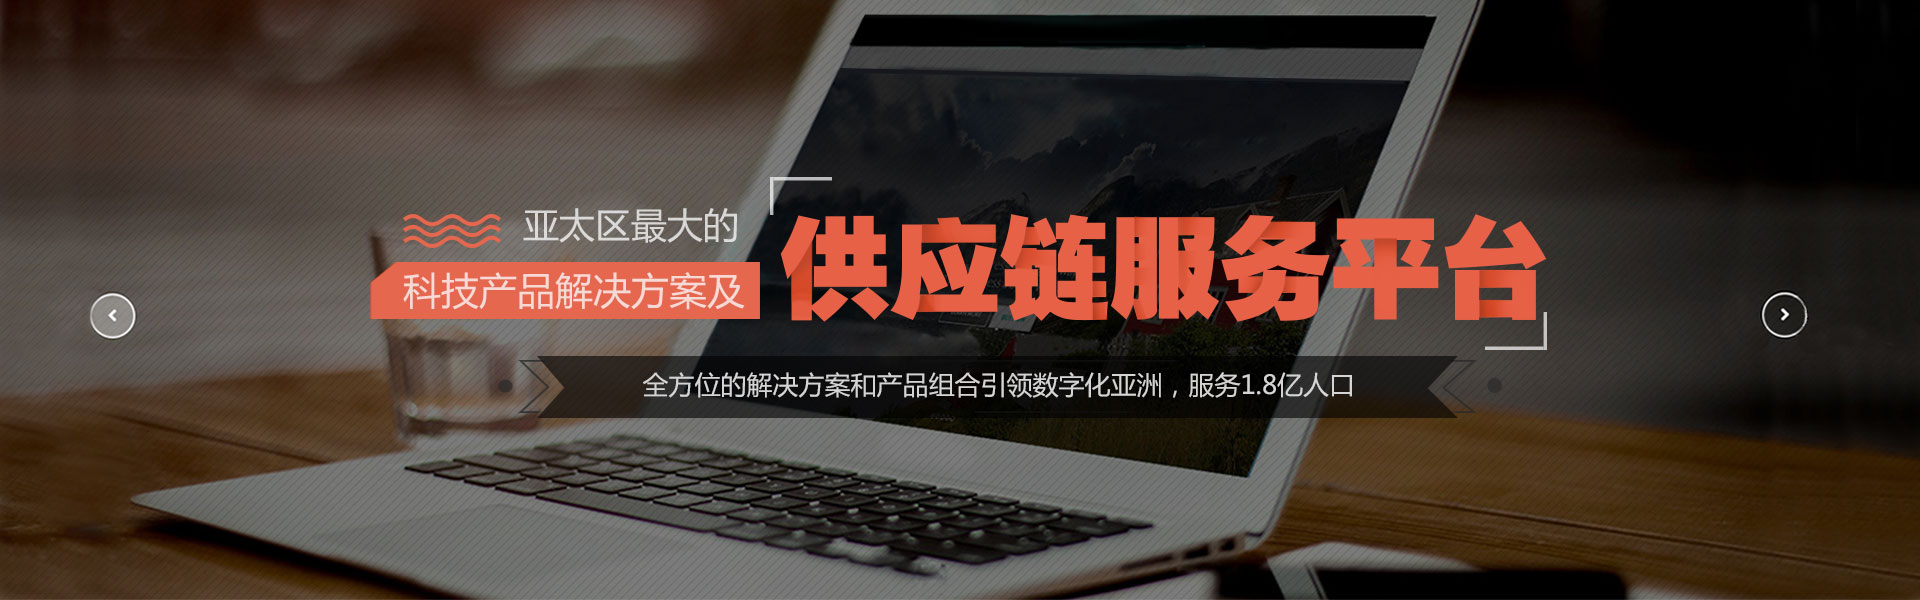 亚太区最大的
科技产品解决方案及
供应链服务平台
全方位的解决方案和产品组合引领数字化亚洲，服务1.8亿人口